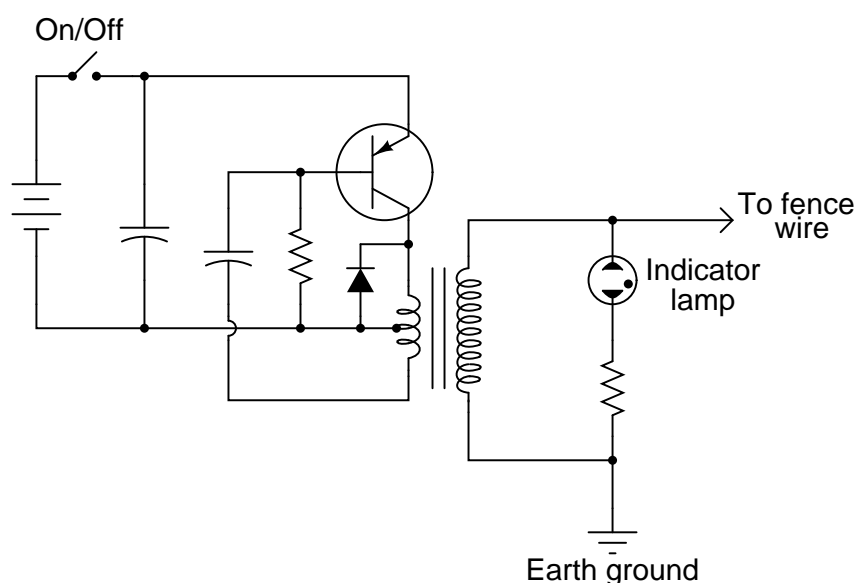 On/Off
To fence
wire
Indicator
lamp
Earth ground